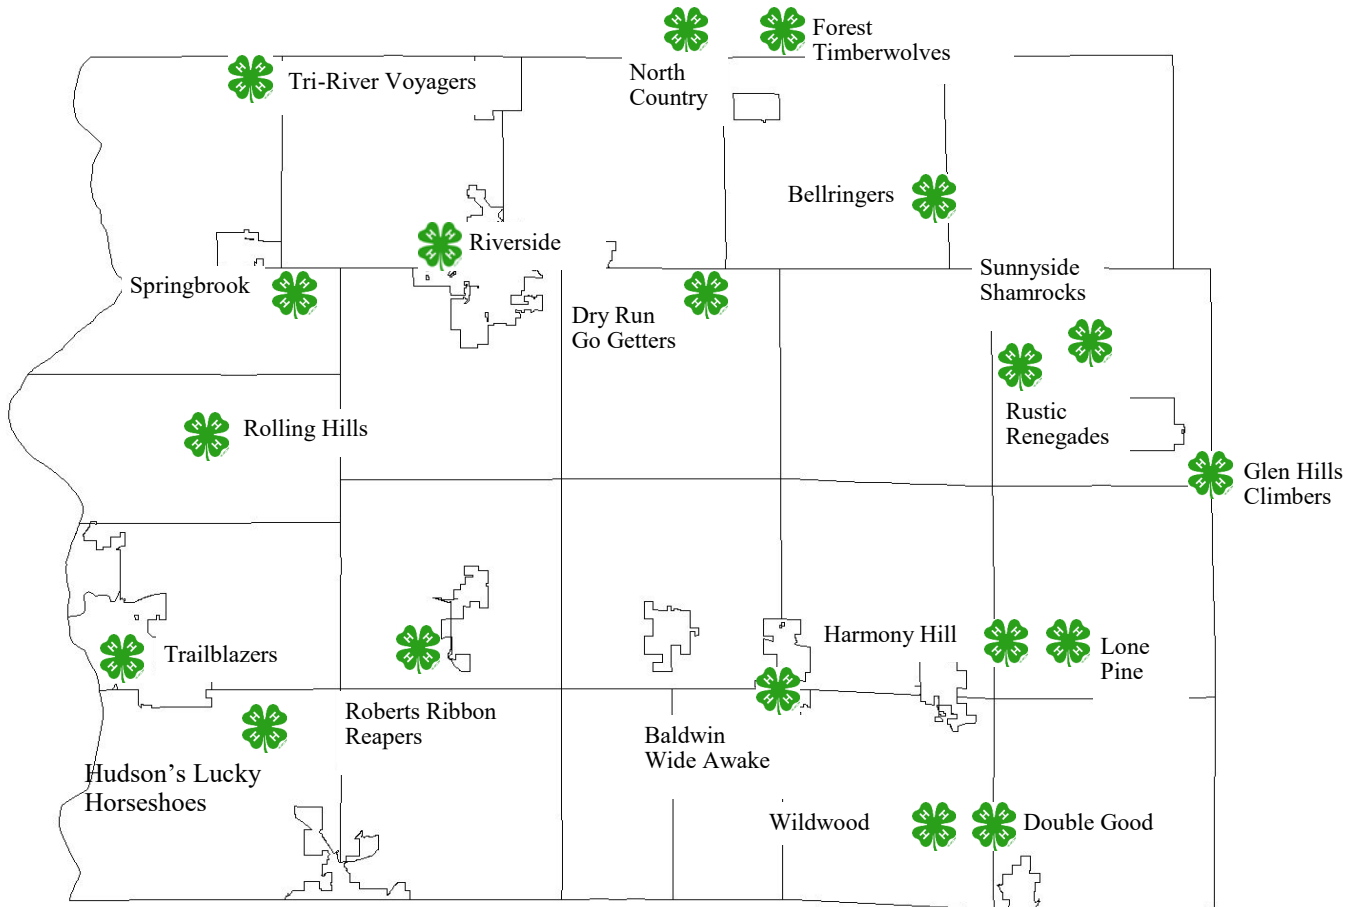 Forest
Timberwolves
Tri-River Voyagers
North
Country
Bellringers
Riverside
Springbrook
Sunnyside
Shamrocks
Dry Run
Go Getters
Rustic
Renegades
Rolling Hills
Glen Hills
Climbers
Harmony Hill
Lone
Pine
Trailblazers
Roberts Ribbon
Reapers
Baldwin
Wide Awake
Hudson’s Lucky
Horseshoes
Wildwood
Double Good